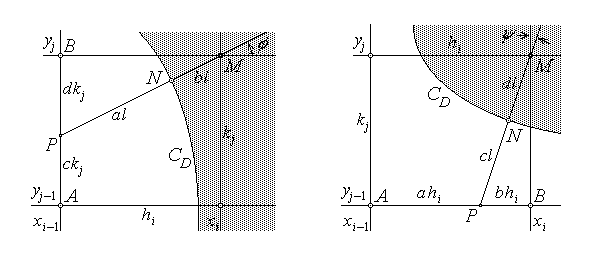 y_j B h_i ψ
φ
N bl M M
dk_j dl
al C_D N
P k_j k_j
ck_j C_D cl
y_{j-1} A y_{j-1} A ah_i bh_i B
x_{i-1} h_i x_i x_{i-1} P x_i